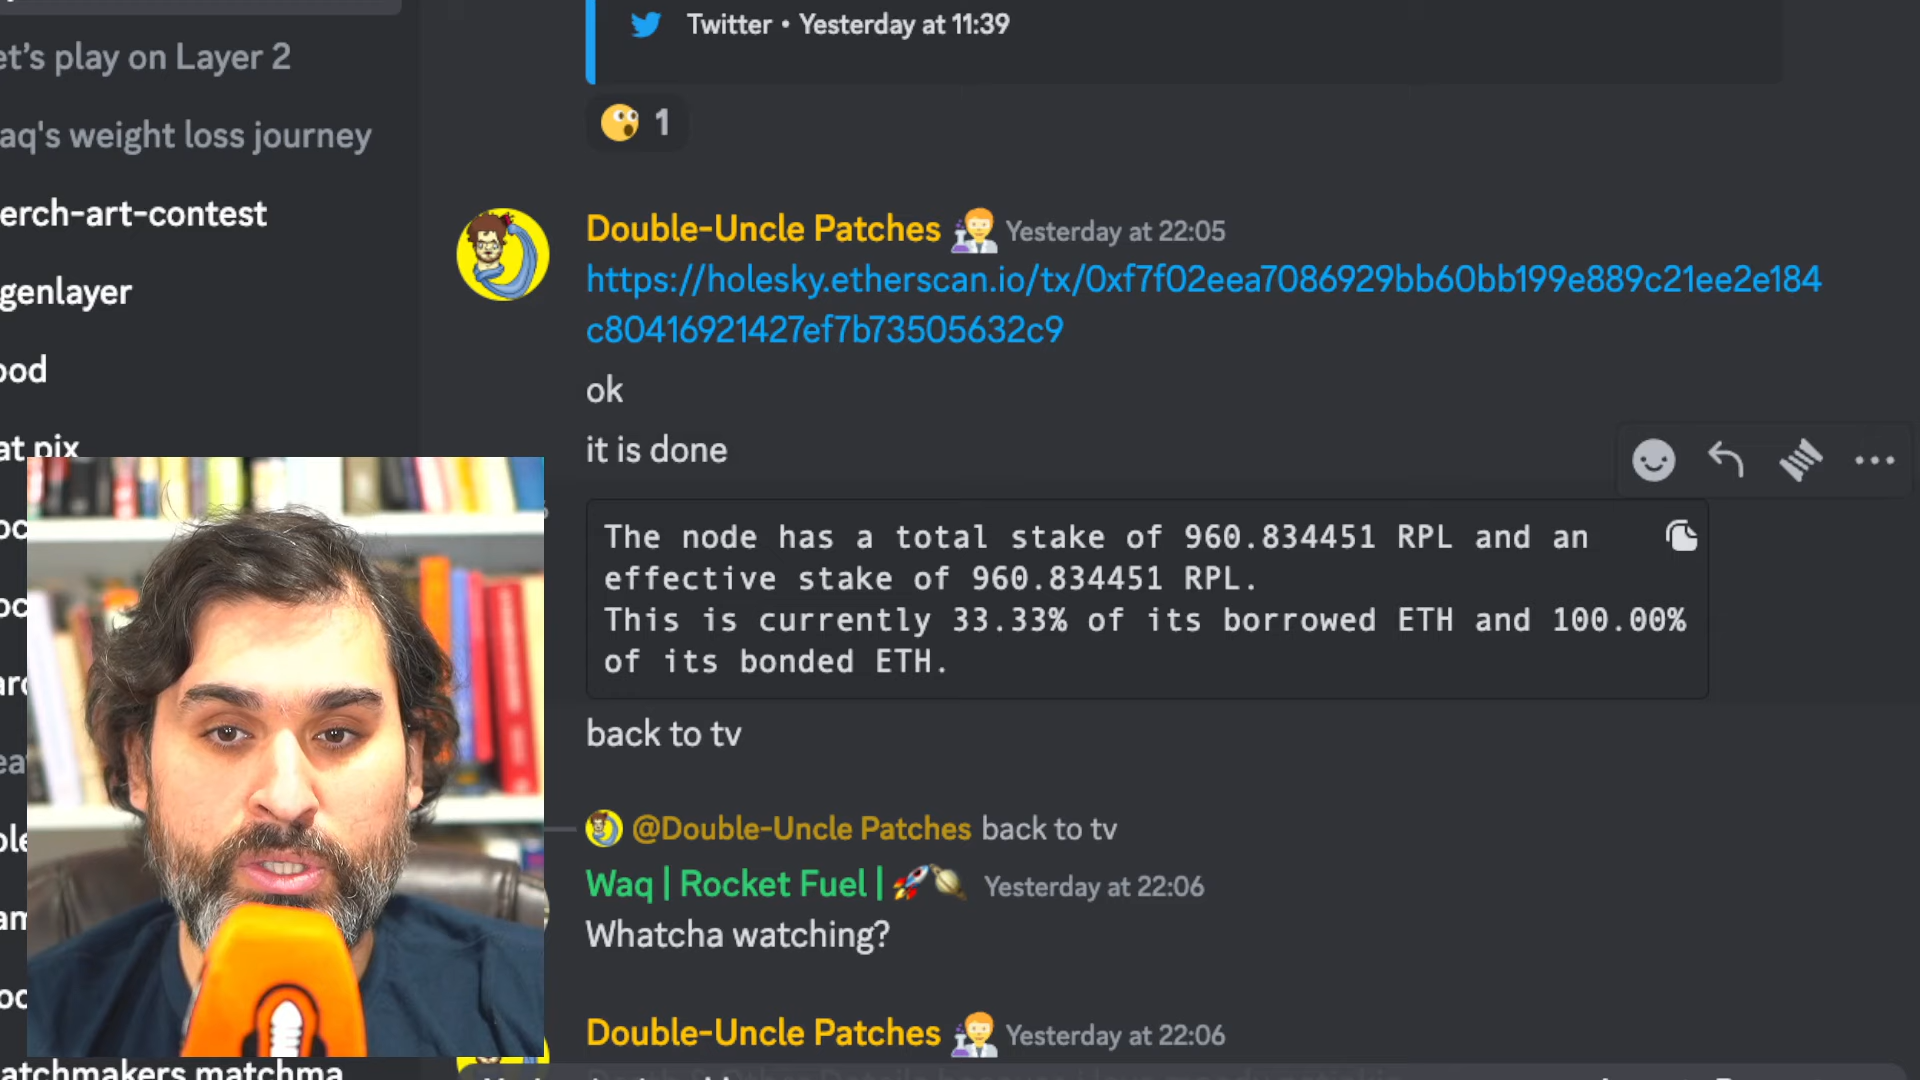 et's play on Layer 2
aq's weight loss journey
erch-art-contest
genlayer
ood
at pix
Twitter • Yesterday at 11:39
1
Double-Uncle Patches Yesterday at 22:05
https://holesky.etherscan.io/tx/0xf7f02eea7086929bb60bb199e889c21ee2e184
c80416921427ef7b73505632c9
ok
it is done
The node has a total stake of 960.834451 RPL and an
effective stake of 960.834451 RPL.
This is currently 33.33% of its borrowed ETH and 100.00%
of its bonded ETH.
back to tv
@Double-Uncle Patches back to tv
Waq | Rocket Fuel | Yesterday at 22:06
Whatcha watching?
Double-Uncle Patches Yesterday at 22:06
atchmakers matchma